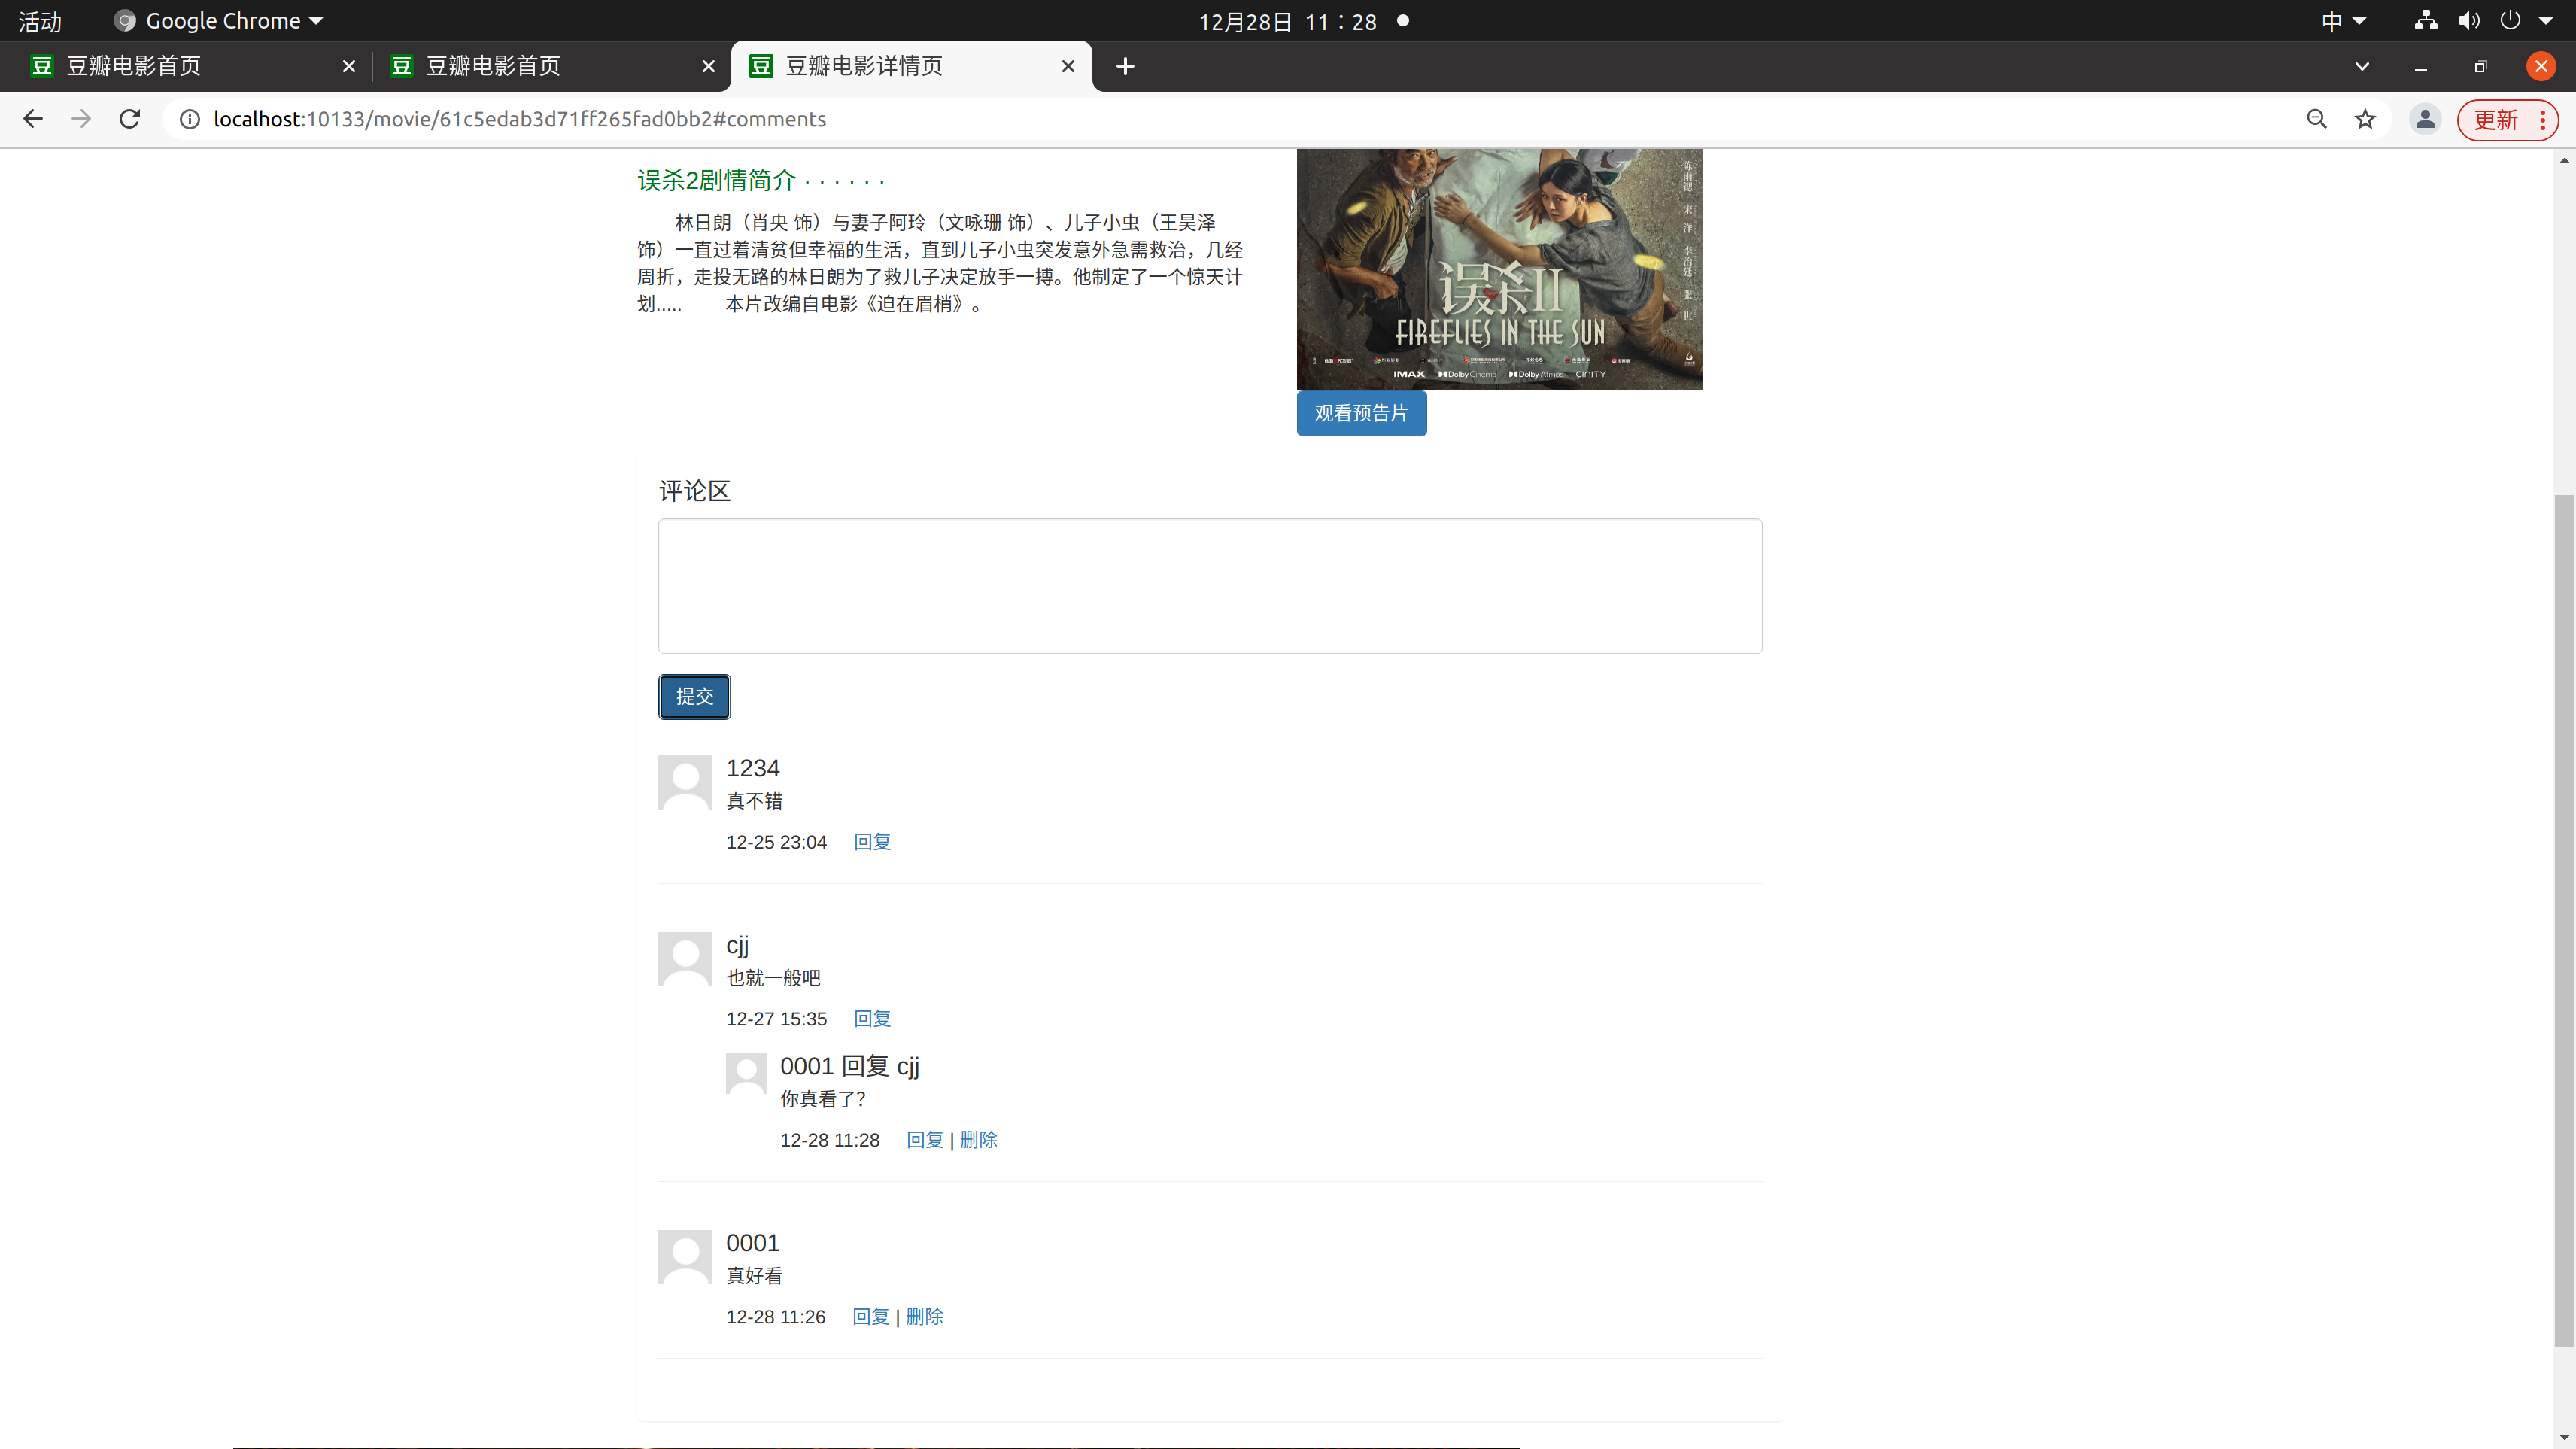 活动 Google Chrome 12月28日 11：28 中
豆瓣电影首页 豆瓣电影首页 豆瓣电影详情页
localhost:10133/movie/61c5edab3d71ff265fad0bb2#comments 更新
误杀2剧情简介 · · · · · ·
林日朗（肖央 饰）与妻子阿玲（文咏珊 饰）、儿子小虫（王昊泽
饰）一直过着清贫但幸福的生活，直到儿子小虫突发意外急需救治，几经
周折，走投无路的林日朗为了救儿子决定放手一搏。他制定了一个惊天计
划..... 本片改编自电影《迫在眉梢》。
陈雨锶 宋洋 李治廷 张世
误杀II
FIREFLIES IN THE SUN
IMAX Dolby Cinema Dolby Atmos CINITY
观看预告片
评论区
提交
1234
真不错
12-25 23:04 回复
cjj
也就一般吧
12-27 15:35 回复
0001 回复 cjj
你真看了？
12-28 11:28 回复 | 删除
0001
真好看
12-28 11:26 回复 | 删除